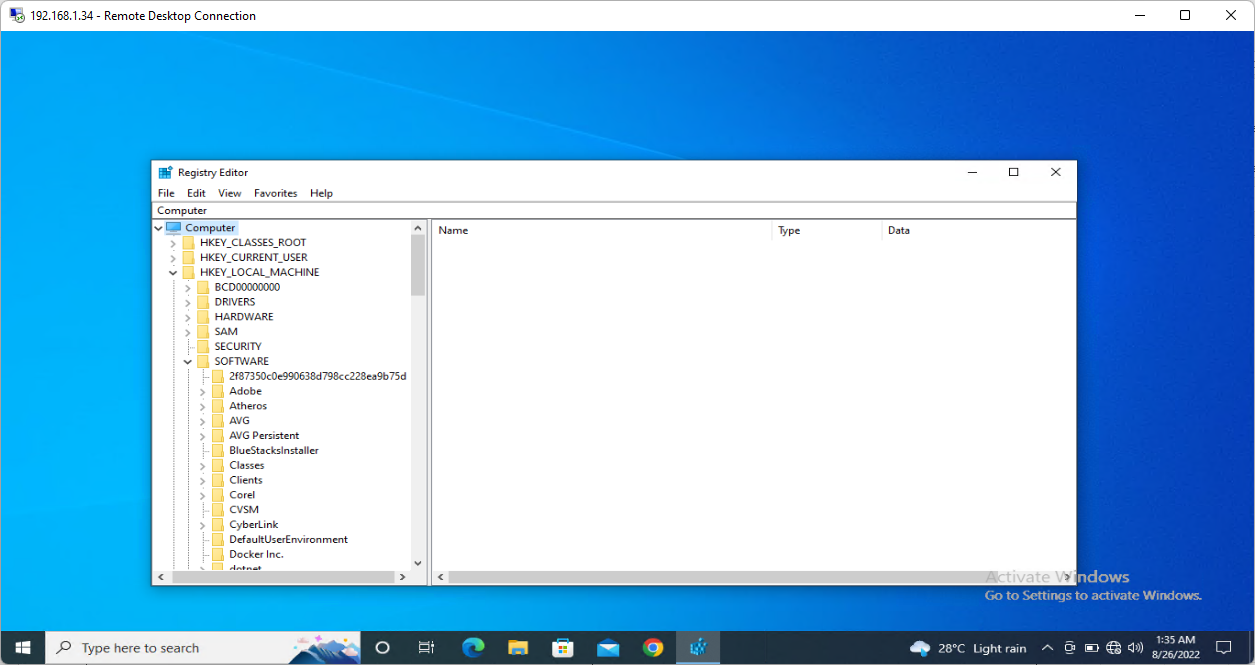 192.168.1.34 - Remote Desktop Connection
Registry Editor
File Edit View Favorites Help
Computer
Computer
HKEY_CLASSES_ROOT
HKEY_CURRENT_USER
HKEY_LOCAL_MACHINE
BCD00000000
DRIVERS
HARDWARE
SAM
SECURITY
SOFTWARE
2f87350c0e990638d798cc228ea9b75d
Adobe
Atheros
AVG
AVG Persistent
BlueStacksInstaller
Classes
Clients
Corel
CVSM
CyberLink
DefaultUserEnvironment
Docker Inc.
dotnet
Name Type Data
Activate Windows
Go to Settings to activate Windows.
Type here to search
28°C Light rain
1:35 AM
8/26/2022